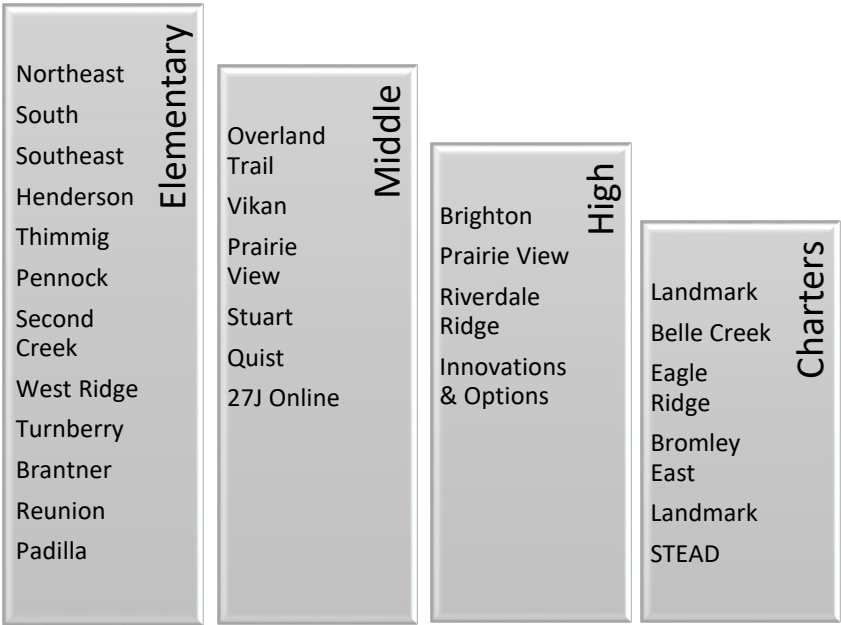 Elementary
Northeast
South
Southeast
Henderson
Thimmig
Pennock
Second
Creek
West Ridge
Turnberry
Brantner
Reunion
Padilla
Middle
Overland
Trail
Vikan
Prairie
View
Stuart
Quist
27J Online
High
Brighton
Prairie View
Riverdale
Ridge
Innovations
& Options
Charters
Landmark
Belle Creek
Eagle
Ridge
Bromley
East
Landmark
STEAD